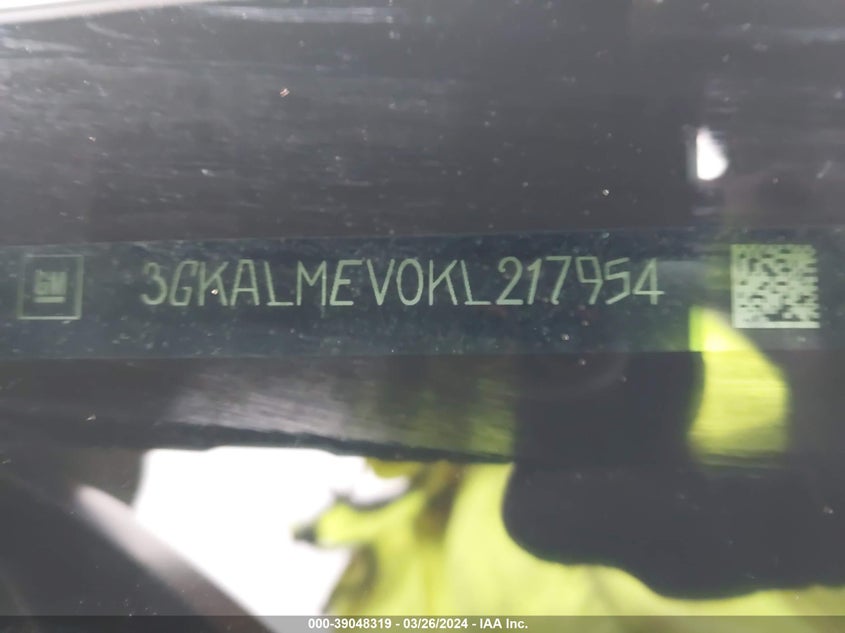 GM 3GKALMEV0KL217954
000-39048319 / 03/26/2024 - IAA Inc.